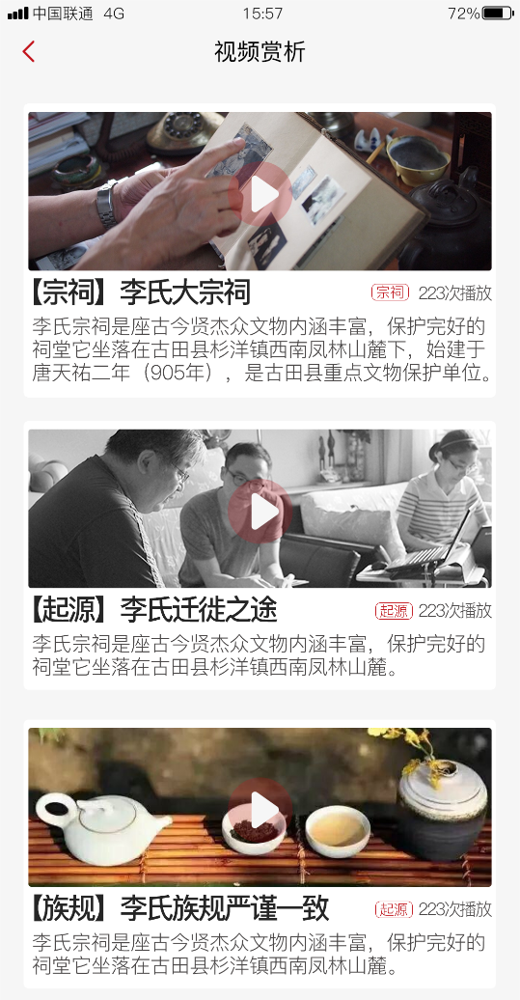 中国联通 4G 15:57 72%
视频赏析
【宗祠】李氏大宗祠 宗祠 223次播放
李氏宗祠是座古今贤杰众文物内涵丰富，保护完好的
祠堂它坐落在古田县杉洋镇西南凤林山麓下，始建于
唐天祐二年（905年），是古田县重点文物保护单位。
【起源】李氏迁徙之途 起源 223次播放
李氏宗祠是座古今贤杰众文物内涵丰富，保护完好的
祠堂它坐落在古田县杉洋镇西南凤林山麓。
【族规】李氏族规严谨一致 起源 223次播放
李氏宗祠是座古今贤杰众文物内涵丰富，保护完好的
祠堂它坐落在古田县杉洋镇西南凤林山麓。